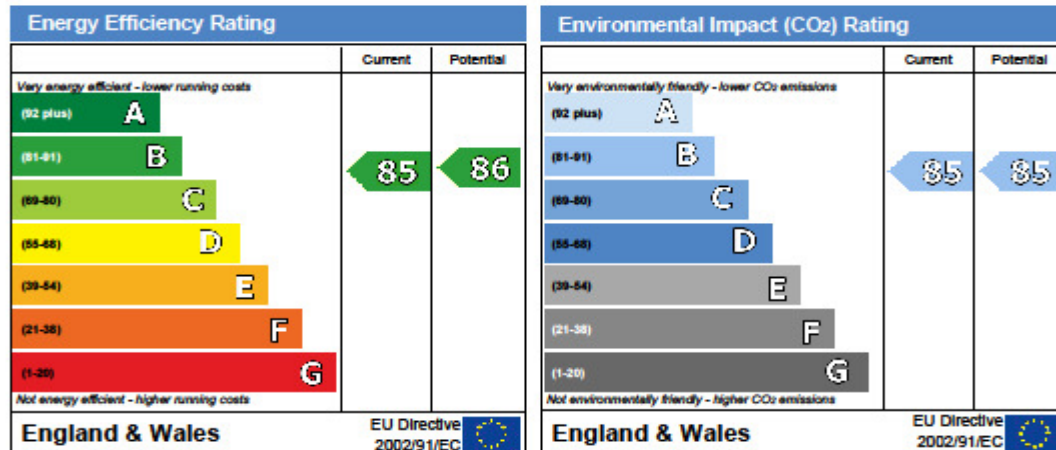 Energy Efficiency Rating
Current Potential
Very energy efficient - lower running costs
(92 plus) A
(81-91) B
85 86
(69-80) C
(55-68) D
(39-54) E
(21-38) F
(1-20) G
Not energy efficient - higher running costs
England & Wales
EU Directive
2002/91/EC
Environmental Impact (CO2) Rating
Current Potential
Very environmentally friendly - lower CO2 emissions
(92 plus) A
(81-91) B
85 85
(69-80) C
(55-68) D
(39-54) E
(21-38) F
(1-20) G
Not environmentally friendly - higher CO2 emissions
England & Wales
EU Directive
2002/91/EC